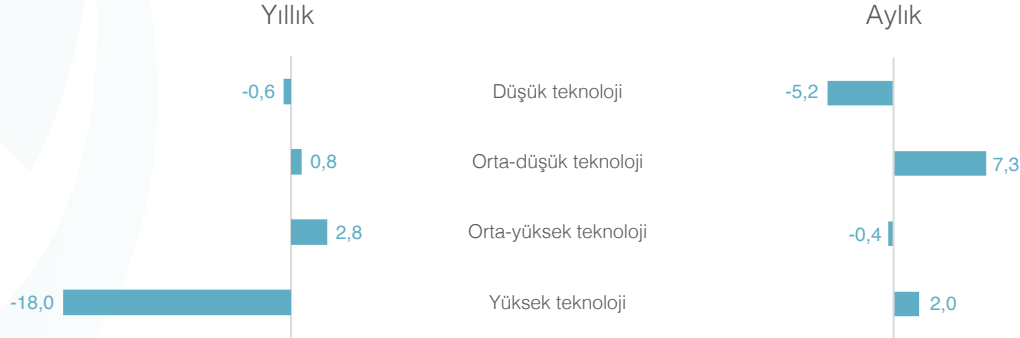 Yıllık Aylık
-0,6 Düşük teknoloji -5,2
0,8 Orta-düşük teknoloji 7,3
2,8 Orta-yüksek teknoloji -0,4
-18,0 Yüksek teknoloji 2,0